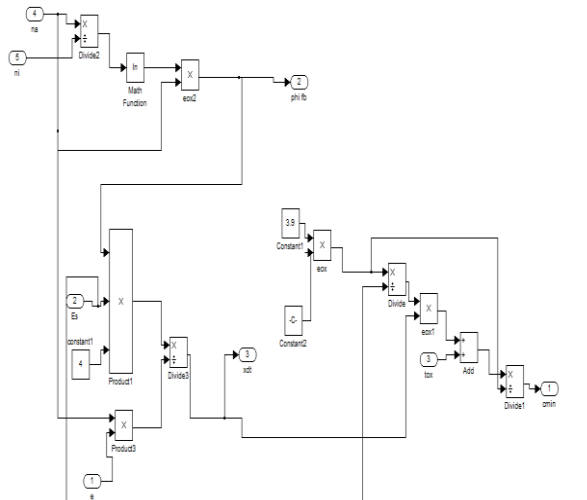 4
na
X
÷
Divide2
5
ni
ln
Math
Function
X
eox2
2
phi fb
3.9
Constant1
X
eox
-C-
Constant2
X
÷
Divide
X
eox1
2
Es
X
Product1
constant1
4
X
÷
Divide3
3
xdt
3
tox
+
+
Add
X
÷
Divide1
1
cmin
X
Product3
1
e